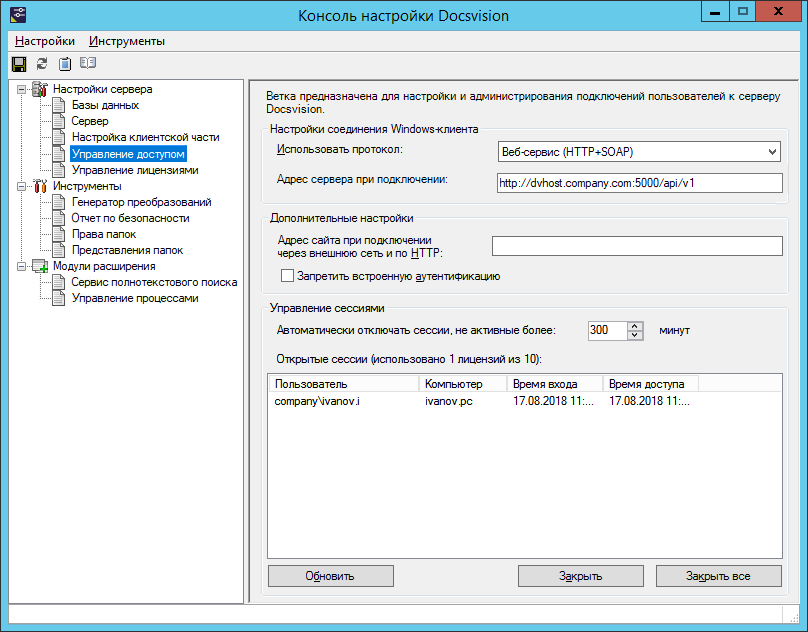 Консоль настройки Docsvision
Настройки Инструменты
Настройки сервера
Базы данных
Сервер
Настройка клиентской части
Управление доступом
Управление лицензиями
Инструменты
Генератор преобразований
Отчет по безопасности
Права папок
Представления папок
Модули расширения
Сервис полнотекстового поиска
Управление процессами
Ветка предназначена для настройки и администрирования подключений пользователей к серверу
Docsvision.
Настройки соединения Windows-клиента
Использовать протокол:
Веб-сервис (HTTP+SOAP)
Адрес сервера при подключении:
http://dvhost.company.com:5000/api/v1
Дополнительные настройки
Адрес сайта при подключении
через внешнюю сеть и по HTTP:
Запретить встроенную аутентификацию
Управление сессиями
Автоматически отключать сессии, не активные более:
300
минут
Открытые сессии (использовано 1 лицензий из 10):
Пользователь Компьютер Время входа Время доступа
company\ivanov.i ivanov.pc 17.08.2018 11:... 17.08.2018 11:...
Обновить Закрыть Закрыть все